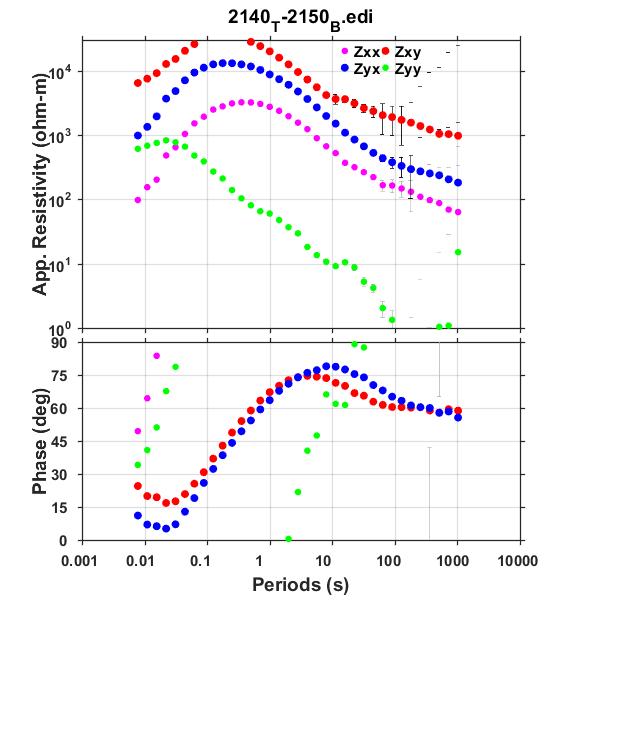 2140T-2150B.edi
Zxx Zxy
Zyx Zyy
App. Resistivity (ohm-m)
10^4
10^3
10^2
10^1
10^0
Phase (deg)
90
75
60
45
30
15
0
0.001 0.01 0.1 1 10 100 1000 10000
Periods (s)